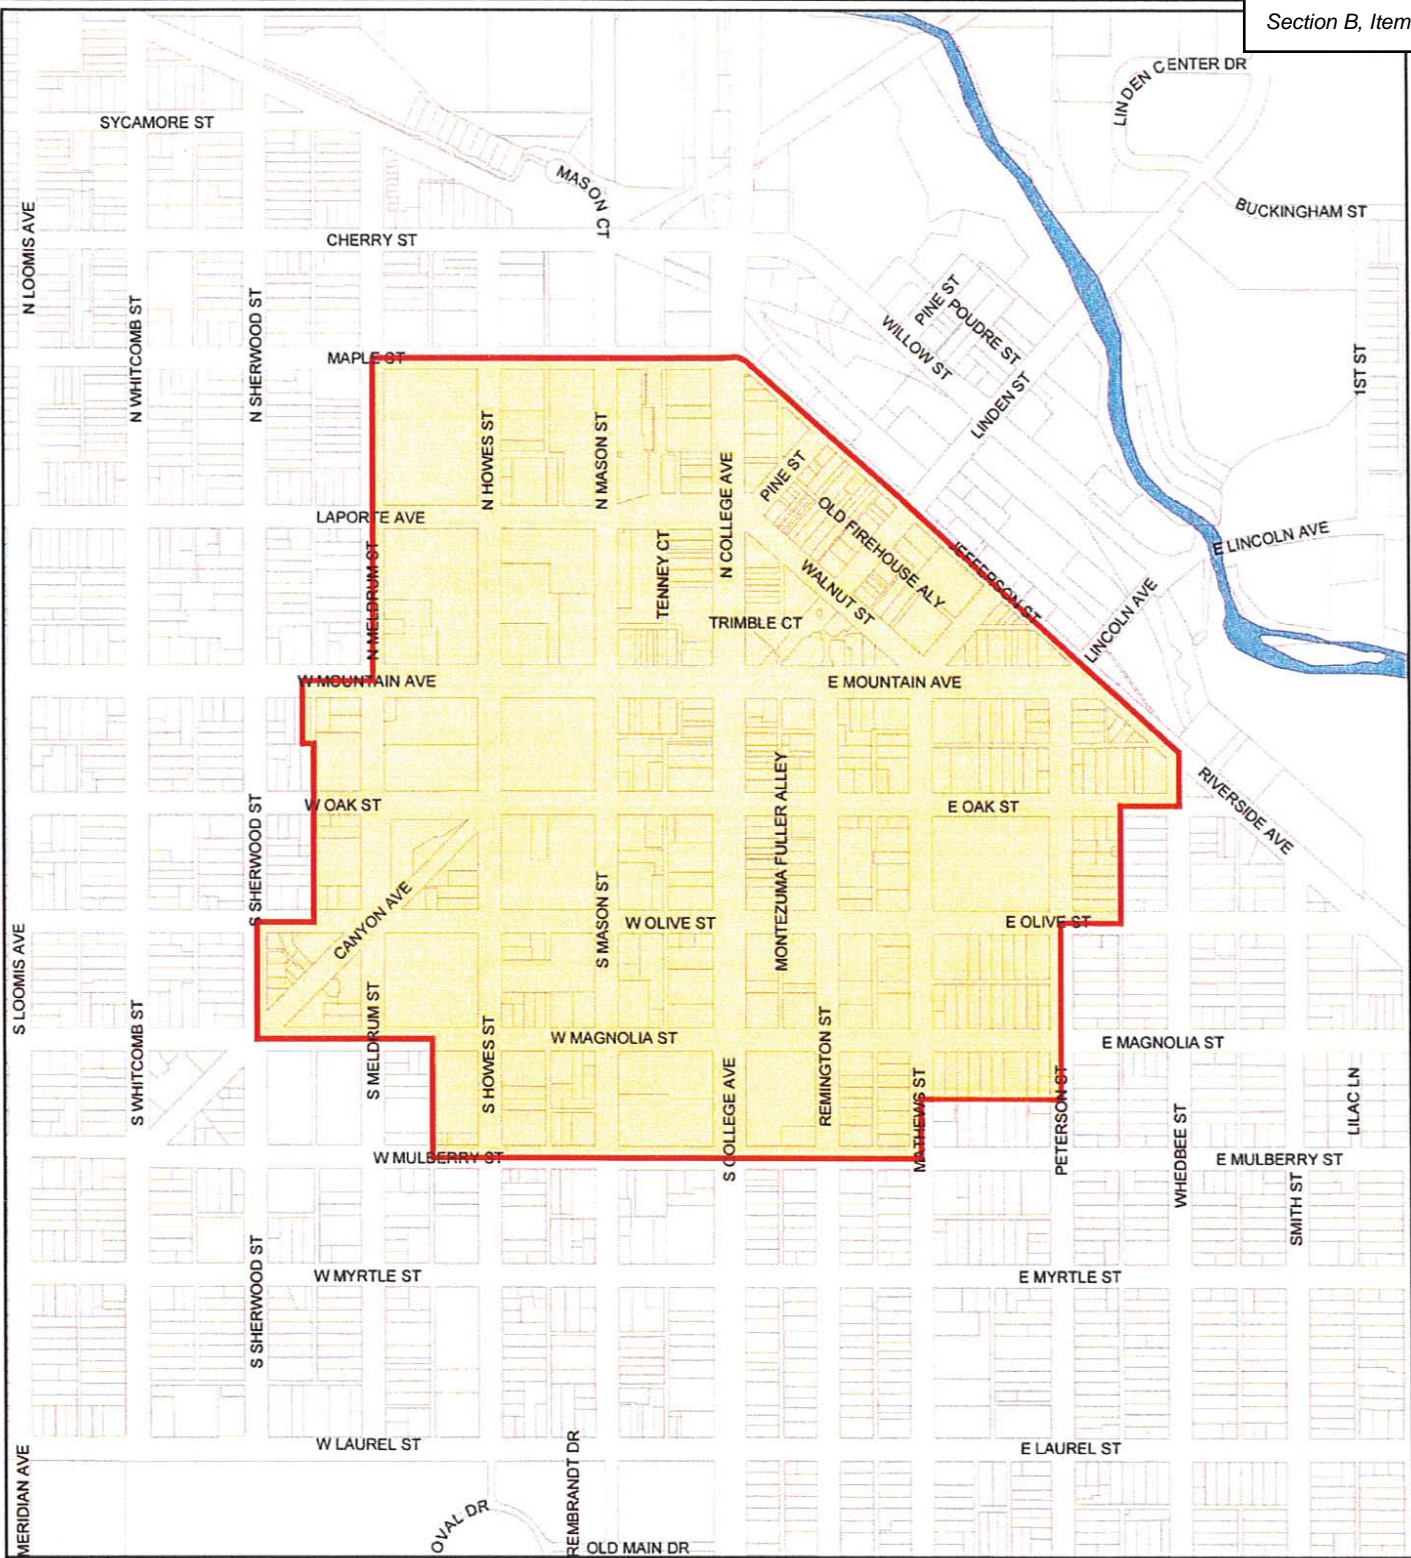 Section B, Item
LINDEN CENTER DR
SYCAMORE ST
MASON CT
BUCKINGHAM ST
N LOOMIS AVE
CHERRY ST
N WHITCOMB ST
N SHERWOOD ST
PINE ST
POUDRE ST
WILLOW ST
LINDEN ST
1ST ST
MAPLE ST
N HOWES ST
N MASON ST
N COLLEGE AVE
PINE ST
OLD FIREHOUSE ALY
LAPORTE AVE
N MELDRUM ST
TENNEY CT
WALNUT ST
JEFFERSON ST
E LINCOLN AVE
TRIMBLE CT
LINCOLN AVE
W MOUNTAIN AVE
E MOUNTAIN AVE
MONTEZUMA FULLER ALLEY
RIVERSIDE AVE
W OAK ST
E OAK ST
S SHERWOOD ST
CANYON AVE
S MASON ST
W OLIVE ST
E OLIVE ST
S LOOMIS AVE
S WHITCOMB ST
S MELDRUM ST
S HOWES ST
W MAGNOLIA ST
REMINGTON ST
E MAGNOLIA ST
S COLLEGE AVE
MATHEWS ST
PETERSON ST
WHEDBEE ST
LILAC LN
W MULBERRY ST
E MULBERRY ST
SMITH ST
S SHERWOOD ST
W MYRTLE ST
E MYRTLE ST
W LAUREL ST
E LAUREL ST
MERIDIAN AVE
OVAL DR
REMBRANDT DR
OLD MAIN DR